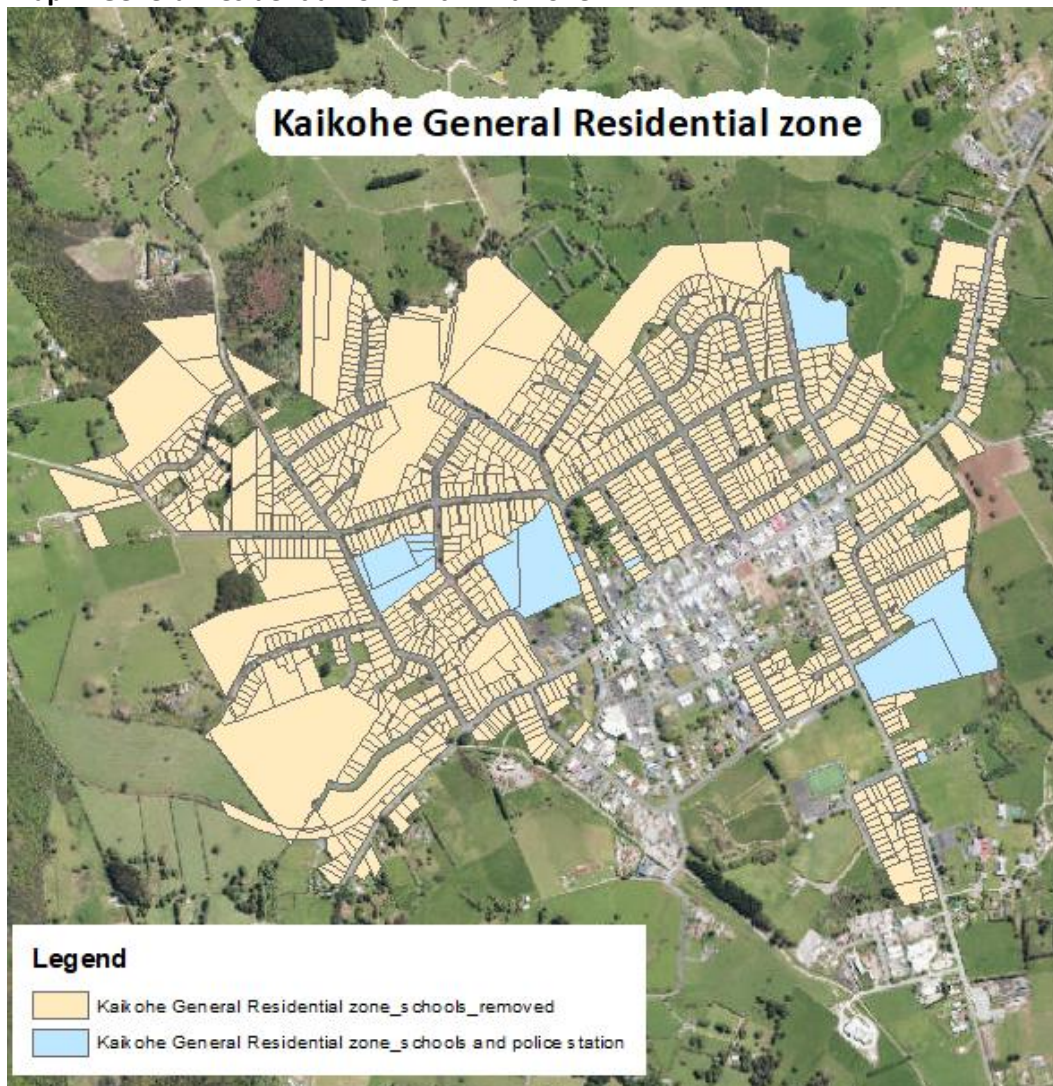 Kaikohe General Residential zone
Legend
Kaikohe General Residential zone_schools_removed
Kaikohe General Residential zone_schools and police station